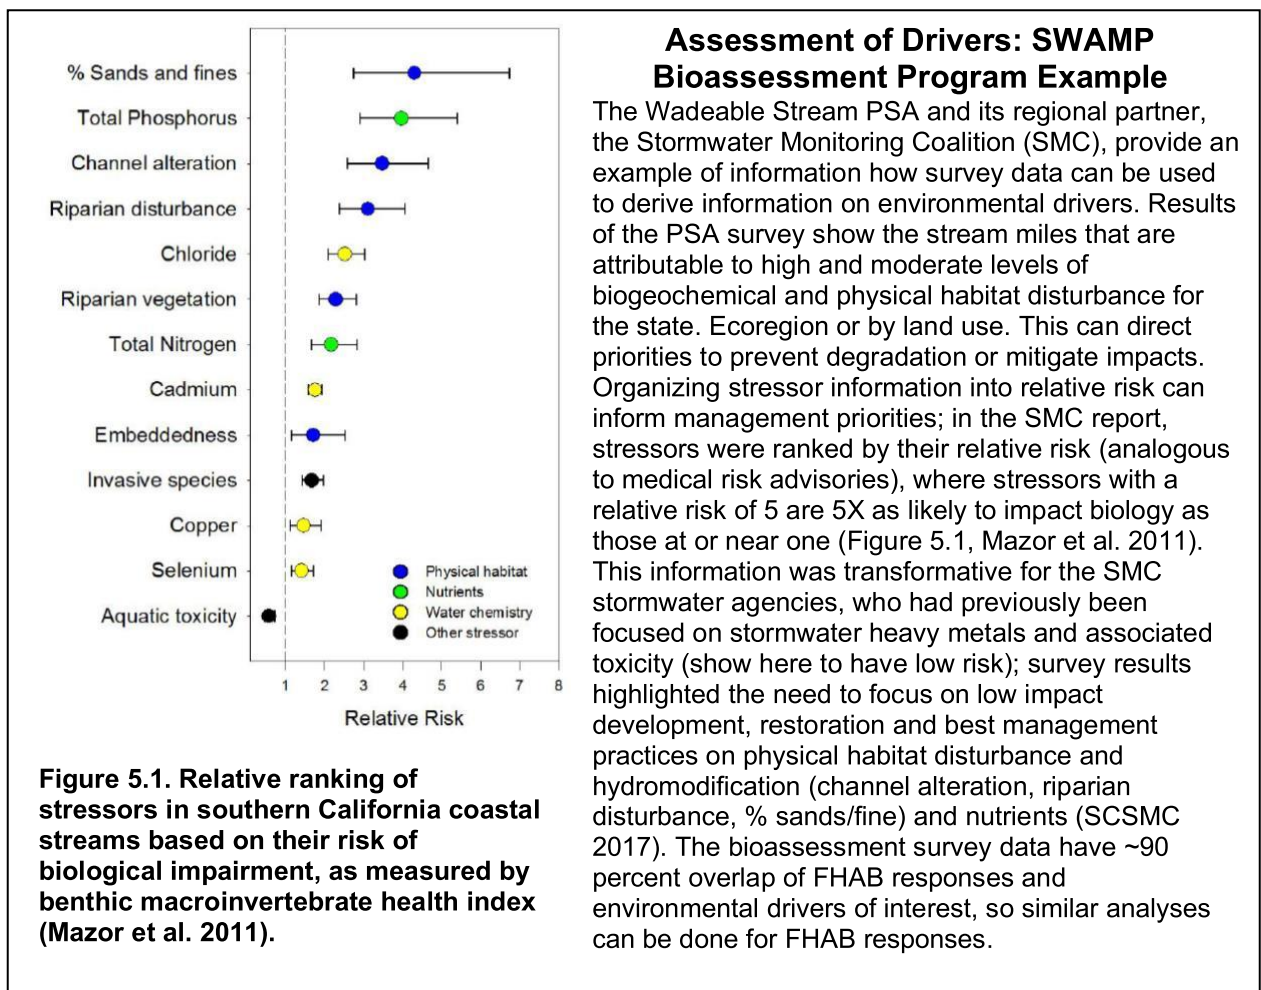 % Sands and fines
Total Phosphorus
Channel alteration
Riparian disturbance
Chloride
Riparian vegetation
Total Nitrogen
Cadmium
Embeddedness
Invasive species
Copper
Selenium
Aquatic toxicity
Physical habitat
Nutrients
Water chemistry
Other stressor
1 2 3 4 5 6 7 8
Relative Risk
Figure 5.1. Relative ranking of
stressors in southern California coastal
streams based on their risk of
biological impairment, as measured by
benthic macroinvertebrate health index
(Mazor et al. 2011).
Assessment of Drivers: SWAMP
Bioassessment Program Example
The Wadeable Stream PSA and its regional partner,
the Stormwater Monitoring Coalition (SMC), provide an
example of information how survey data can be used
to derive information on environmental drivers. Results
of the PSA survey show the stream miles that are
attributable to high and moderate levels of
biogeochemical and physical habitat disturbance for
the state. Ecoregion or by land use. This can direct
priorities to prevent degradation or mitigate impacts.
Organizing stressor information into relative risk can
inform management priorities; in the SMC report,
stressors were ranked by their relative risk (analogous
to medical risk advisories), where stressors with a
relative risk of 5 are 5X as likely to impact biology as
those at or near one (Figure 5.1, Mazor et al. 2011).
This information was transformative for the SMC
stormwater agencies, who had previously been
focused on stormwater heavy metals and associated
toxicity (show here to have low risk); survey results
highlighted the need to focus on low impact
development, restoration and best management
practices on physical habitat disturbance and
hydromodification (channel alteration, riparian
disturbance, % sands/fine) and nutrients (SCSMC
2017). The bioassessment survey data have ~90
percent overlap of FHAB responses and
environmental drivers of interest, so similar analyses
can be done for FHAB responses.